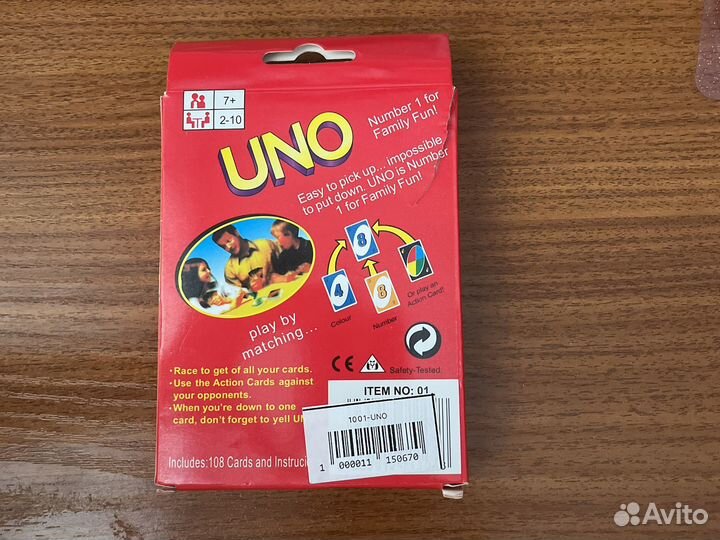 7+
2-10
UNO
Number 1 for
Family Fun!
Easy to pick up... impossible
to put down. UNO is Number
1 for Family Fun!
8
4
8
Colour
Number
Or play an
Action Card!
play by
matching...
CE
Safety-Tested.
·Race to get of all your cards.
·Use the Action Cards against
your opponents.
·When you're down to one
card, don't forget to yell UN
Includes:108 Cards and Instruci
ITEM NO: 01
1001-UNO
1 000011 150670
Avito